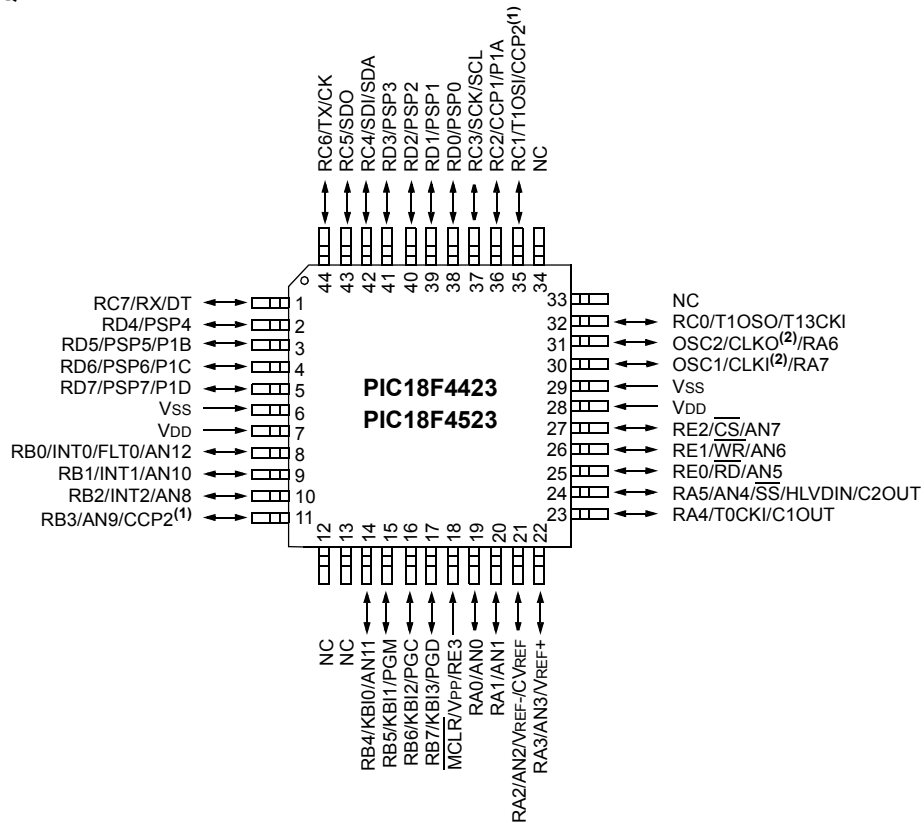 RC6/TX/CK
RC5/SDO
RC4/SDI/SDA
RD3/PSP3
RD2/PSP2
RD1/PSP1
RD0/PSP0
RC3/SCK/SCL
RC2/CCP1/P1A
RC1/T1OSI/CCP2(1)
NC
44
43
42
41
40
39
38
37
36
35
34
RC7/RX/DT 1
RD4/PSP4 2
RD5/PSP5/P1B 3
RD6/PSP6/P1C 4
RD7/PSP7/P1D 5
VSS 6
VDD 7
RB0/INT0/FLT0/AN12 8
RB1/INT1/AN10 9
RB2/INT2/AN8 10
RB3/AN9/CCP2(1) 11
PIC18F4423
PIC18F4523
33 NC
32 RC0/T1OSO/T13CKI
31 OSC2/CLKO(2)/RA6
30 OSC1/CLKI(2)/RA7
29 VSS
28 VDD
27 RE2/CS/AN7
26 RE1/WR/AN6
25 RE0/RD/AN5
24 RA5/AN4/SS/HLVDIN/C2OUT
23 RA4/T0CKI/C1OUT
12
13
14
15
16
17
18
19
20
21
22
NC
NC
RB4/KBI0/AN11
RB5/KBI1/PGM
RB6/KBI2/PGC
RB7/KBI3/PGD
MCLR/VPP/RE3
RA0/AN0
RA1/AN1
RA2/AN2/VREF-/CVREF
RA3/AN3/VREF+